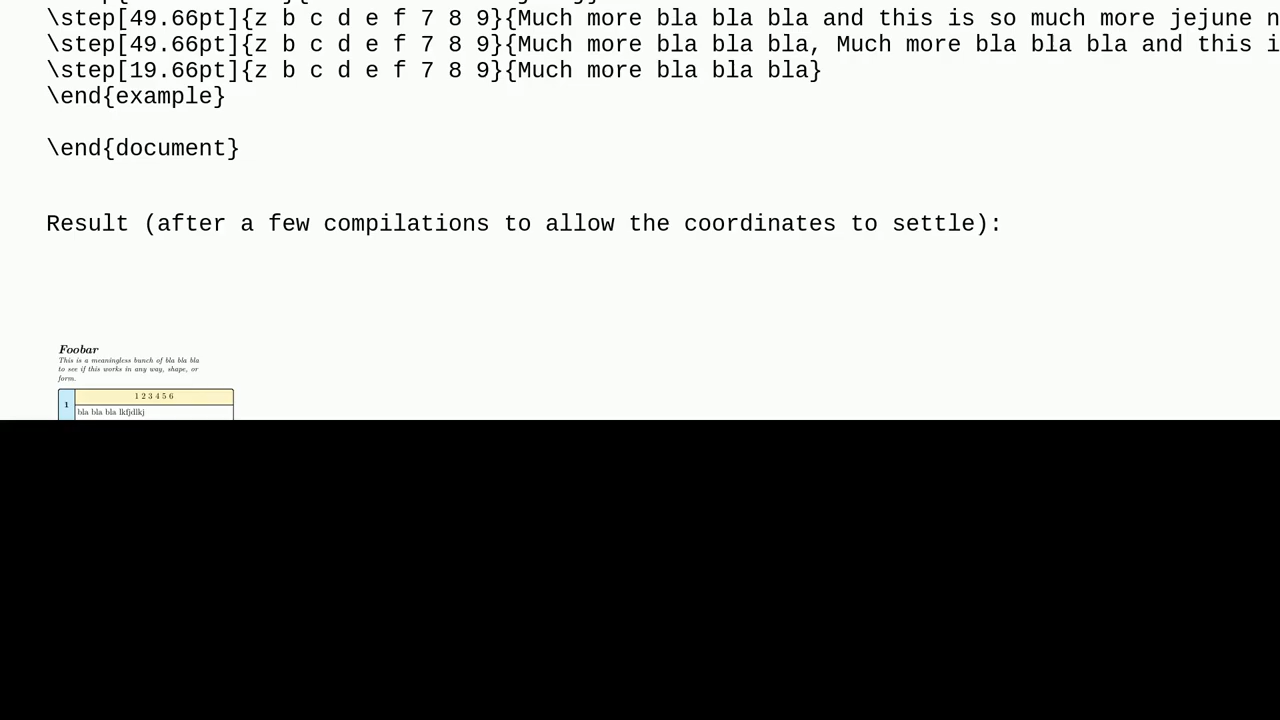 \step[49.66pt]{z b c d e f 7 8 9}{Much more bla bla bla and this is so much more jejune n
\step[49.66pt]{z b c d e f 7 8 9}{Much more bla bla bla, Much more bla bla bla and this i
\step[19.66pt]{z b c d e f 7 8 9}{Much more bla bla bla}
\end{example}
\end{document}
Result (after a few compilations to allow the coordinates to settle):
Foobar
This is a meaningless bunch of bla bla bla
to see if this works in any way, shape, or
form.
1 2 3 4 5 6
1
bla bla bla lkfjdlkj